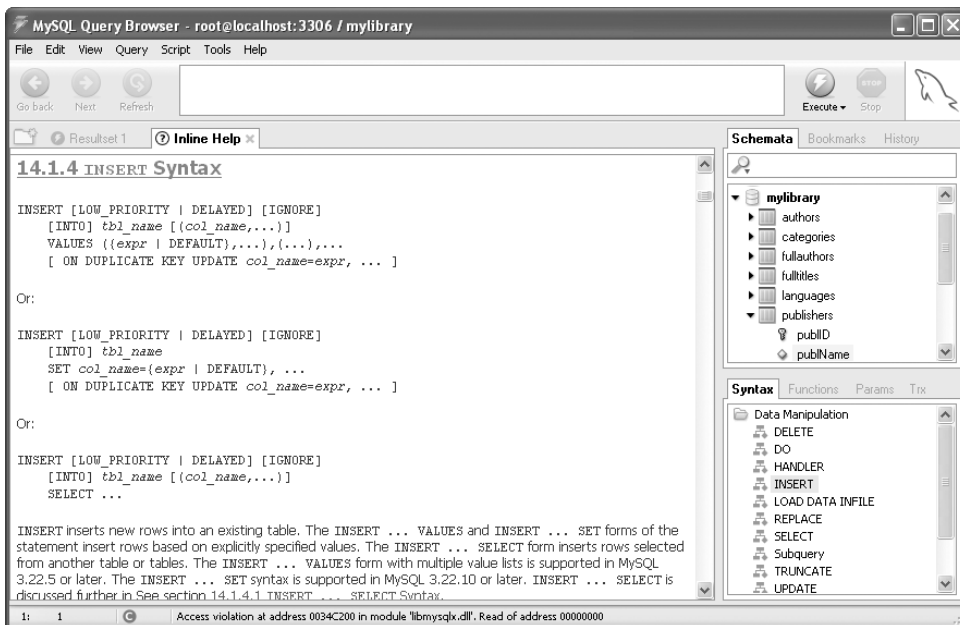 MySQL Query Browser - root@localhost:3306 / mylibrary
File Edit View Query Script Tools Help
Go back Next Refresh
Execute Stop
STOP
Resultset 1 Inline Help
14.1.4 INSERT Syntax
INSERT [LOW_PRIORITY | DELAYED] [IGNORE]
[INTO] tbl_name [(col_name,...)]
VALUES ({expr | DEFAULT},...),(...),...
[ ON DUPLICATE KEY UPDATE col_name=expr, ... ]
Or:
INSERT [LOW_PRIORITY | DELAYED] [IGNORE]
[INTO] tbl_name
SET col_name={expr | DEFAULT}, ...
[ ON DUPLICATE KEY UPDATE col_name=expr, ... ]
Or:
INSERT [LOW_PRIORITY | DELAYED] [IGNORE]
[INTO] tbl_name [(col_name,...)]
SELECT ...
INSERT inserts new rows into an existing table. The INSERT ... VALUES and INSERT ... SET forms of the
statement insert rows based on explicitly specified values. The INSERT ... SELECT form inserts rows selected
from another table or tables. The INSERT ... VALUES form with multiple value lists is supported in MySQL
3.22.5 or later. The INSERT ... SET syntax is supported in MySQL 3.22.10 or later. INSERT ... SELECT is
discussed further in See section 14.1.4.1 INSERT ... SELECT Syntax.
Schemata Bookmarks History
mylibrary
authors
categories
fullauthors
fulltitles
languages
publishers
publID
publName
Syntax Functions Params Trx
Data Manipulation
DELETE
DO
HANDLER
INSERT
LOAD DATA INFILE
REPLACE
SELECT
Subquery
TRUNCATE
UPDATE
1: 1 Access violation at address 0034C200 in module 'libmysqlx.dll'. Read of address 00000000